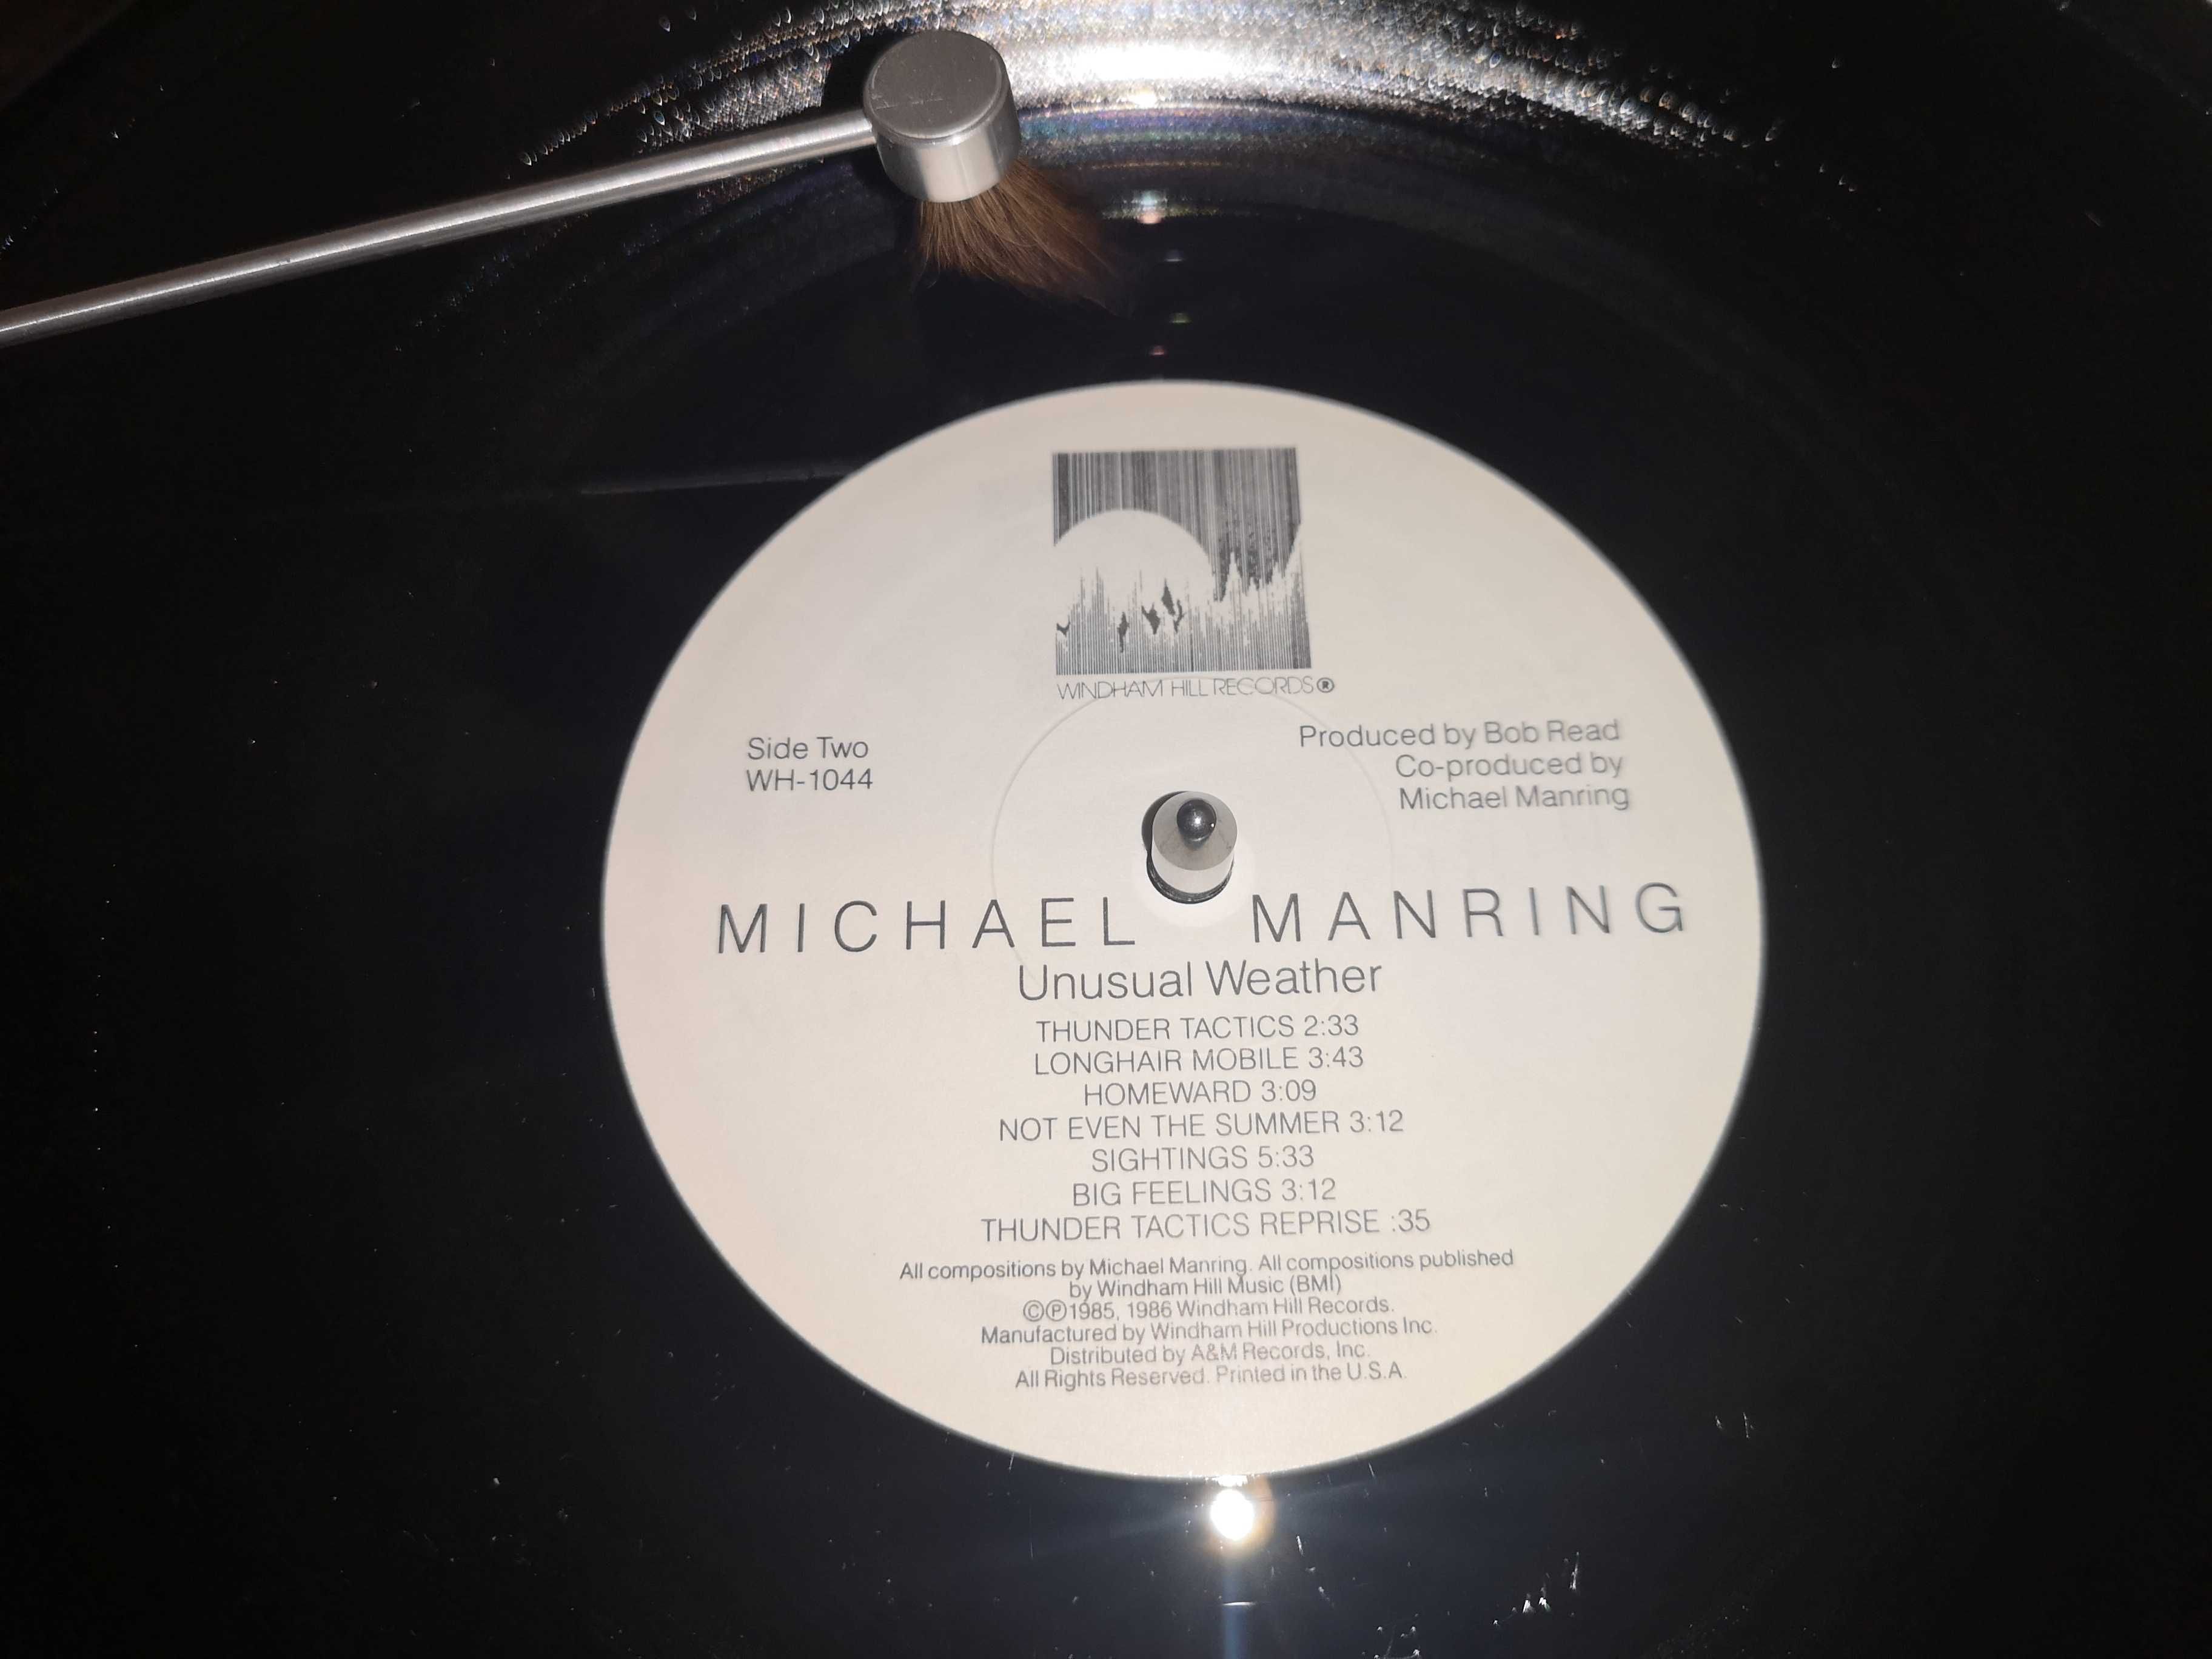 WINDHAM HILL RECORDS®
Side Two
WH-1044
Produced by Bob Read
Co-produced by
Michael Manring
MICHAEL MANRING
Unusual Weather
THUNDER TACTICS 2:33
LONGHAIR MOBILE 3:43
HOMEWARD 3:09
NOT EVEN THE SUMMER 3:12
SIGHTINGS 5:33
BIG FEELINGS 3:12
THUNDER TACTICS REPRISE :35
All compositions by Michael Manring. All compositions published
by Windham Hill Music (BMI)
©℗1985, 1986 Windham Hill Records.
Manufactured by Windham Hill Productions Inc.
Distributed by A&M Records, Inc.
All Rights Reserved. Printed in the U.S.A.